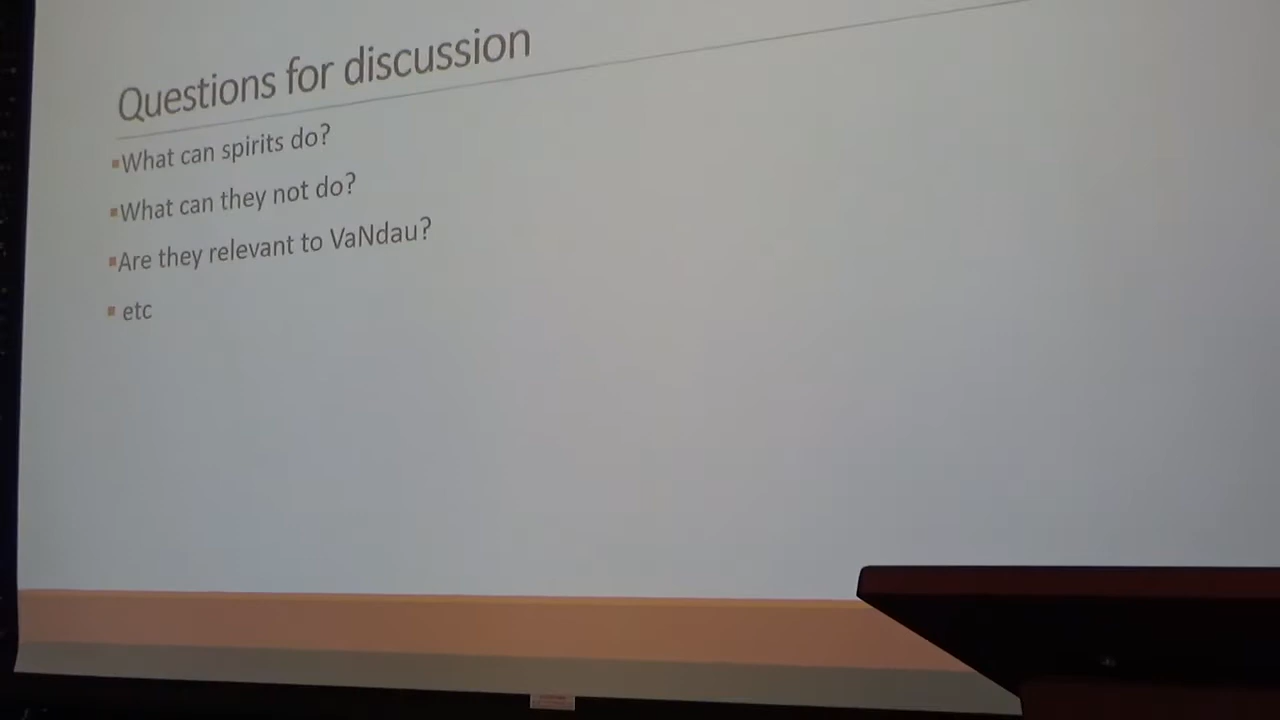 Questions for discussion
What can spirits do?
What can they not do?
Are they relevant to VaNdau?
etc